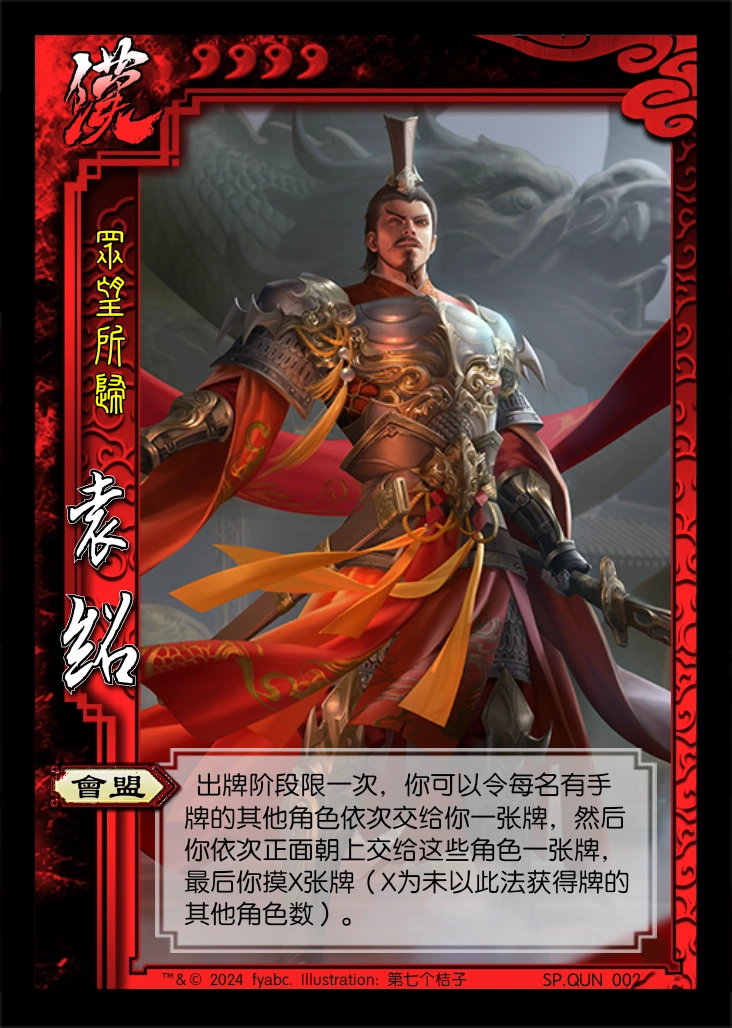 眾望所歸
袁绍
會盟
出牌阶段限一次，你可以令每名有手
牌的其他角色依次交给你一张牌，然后
你依次正面朝上交给这些角色一张牌，
最后你摸X张牌（X为未以此法获得牌的
其他角色数）。
™&© 2024 fyabc. Illustration: 第七个桔子
SP.QUN 002